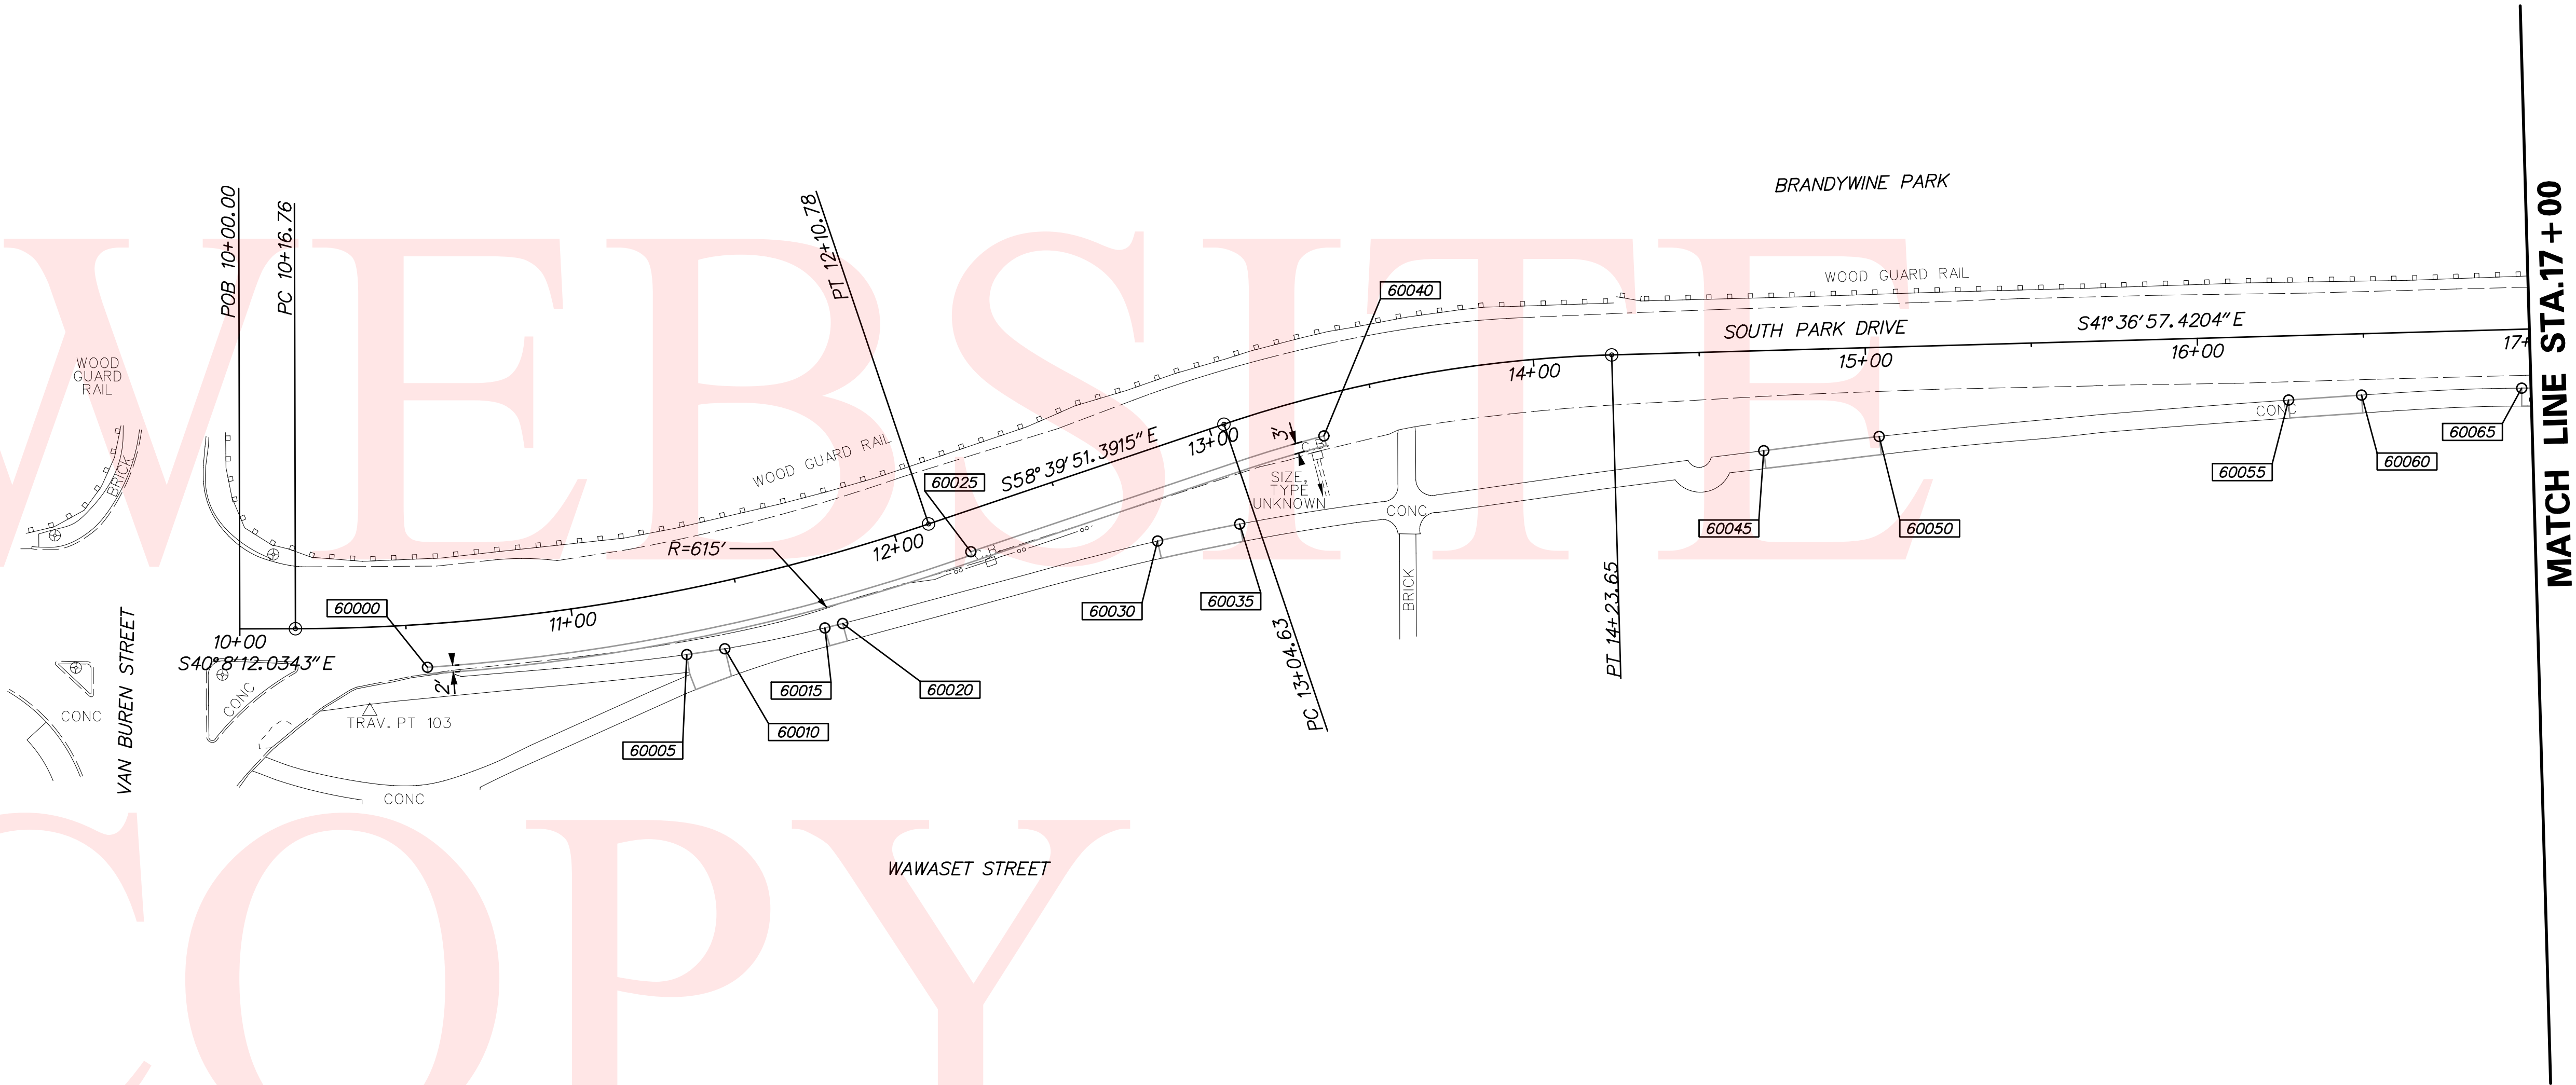 BRANDYWINE PARK
POB 10+00.00
PC 10+16.76
PT 12+10.78
60040
WOOD GUARD RAIL
SOUTH PARK DRIVE
S41°36'57.4204"E
MATCH LINE STA.17+00
WOOD
GUARD
RAIL
14+00
15+00
16+00
17+
WOOD GUARD RAIL
S58°39'51.3915"E
13+00
3'
C.B.
60025
SIZE,
TYPE
UNKNOWN
CONC
CONC
60065
60060
60055
60045
60050
BRICK
R=615'
12+00
C.B.
BRICK
60000
11+00
60030
60035
10+00
S40°8'12.0343"E
VAN BUREN STREET
CONC
CONC
2'
TRAV. PT 103
60015
60020
60010
60005
PC 13+04.63
PT 14+23.65
CONC
WAWASET STREET
WEBSITE
COPY